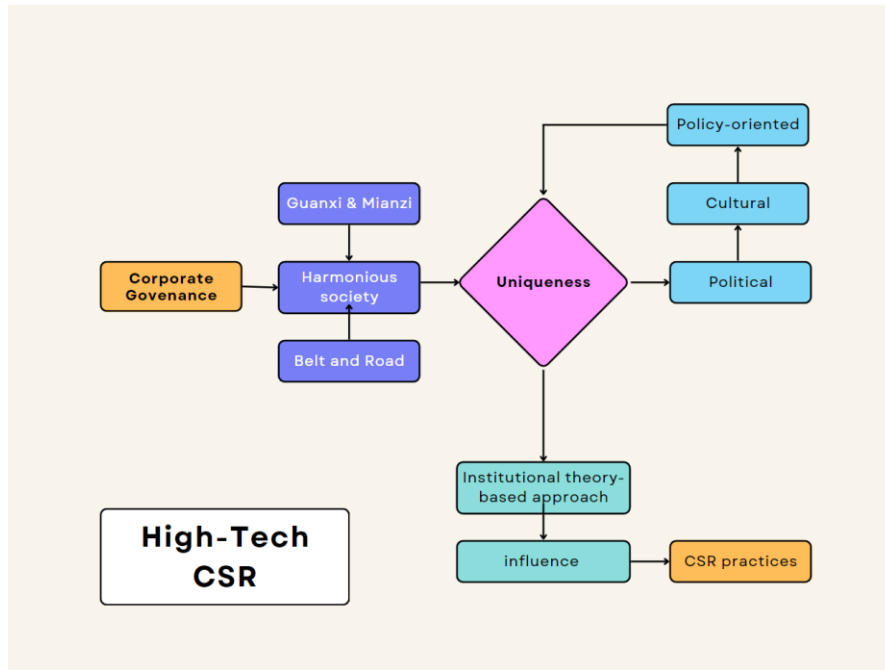 Policy-oriented
Guanxi & Mianzi
Cultural
Corporate
Govenance
Harmonious
society
Uniqueness
Political
Belt and Road
Institutional theory-
based approach
High-Tech
CSR
influence
CSR practices